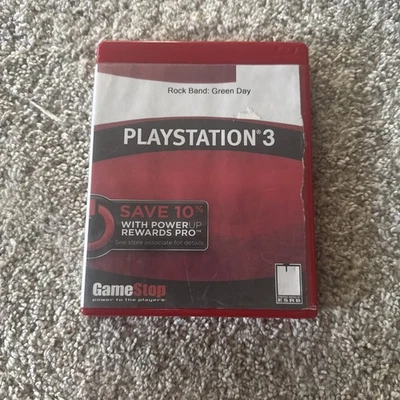 Rock Band: Green Day
PLAYSTATION® 3
SAVE 10%
WITH POWERUP
REWARDS PRO™
See store associate for details
GameStop
power to the players
ESRB